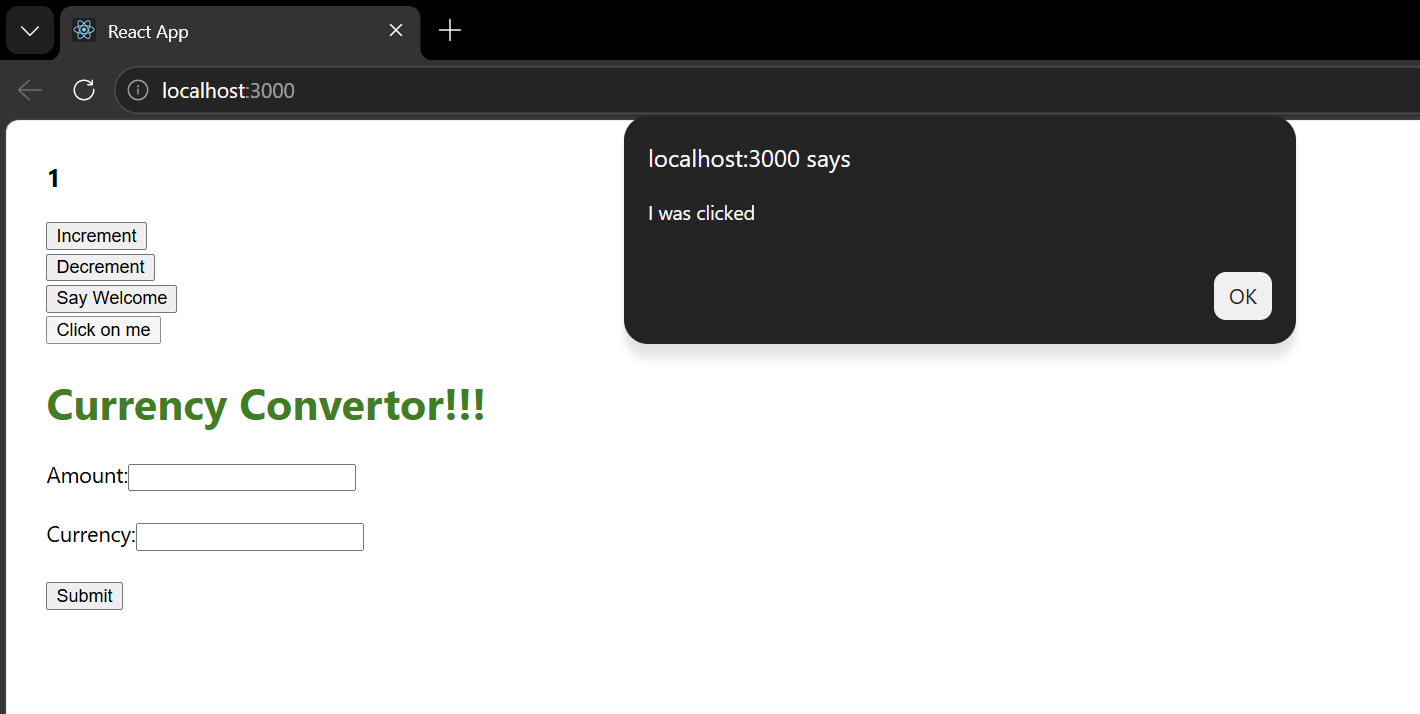 React App
localhost:3000
localhost:3000 says
I was clicked
OK
1
Increment
Decrement
Say Welcome
Click on me
Currency Convertor!!!
Amount:
Currency:
Submit